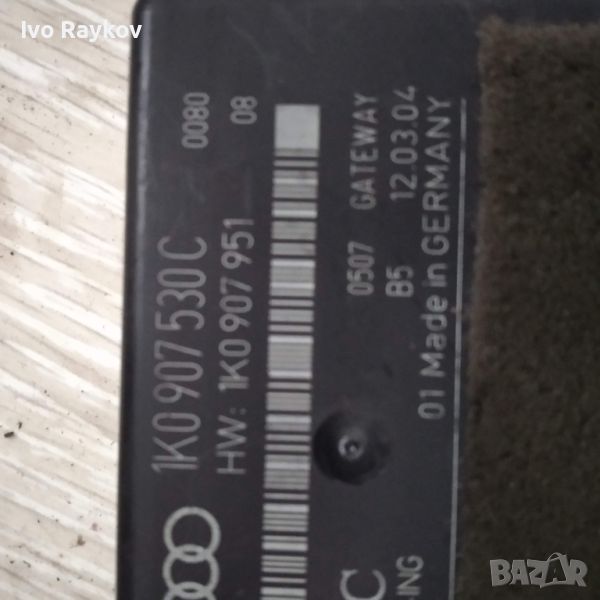 Ivo Raykov
1K0 907 530 C 0080
HW: 1K0 907 951 08
0507 GATEWAY
B5 12.03.04
01 Made in GERMANY
C
ING
BAZAR